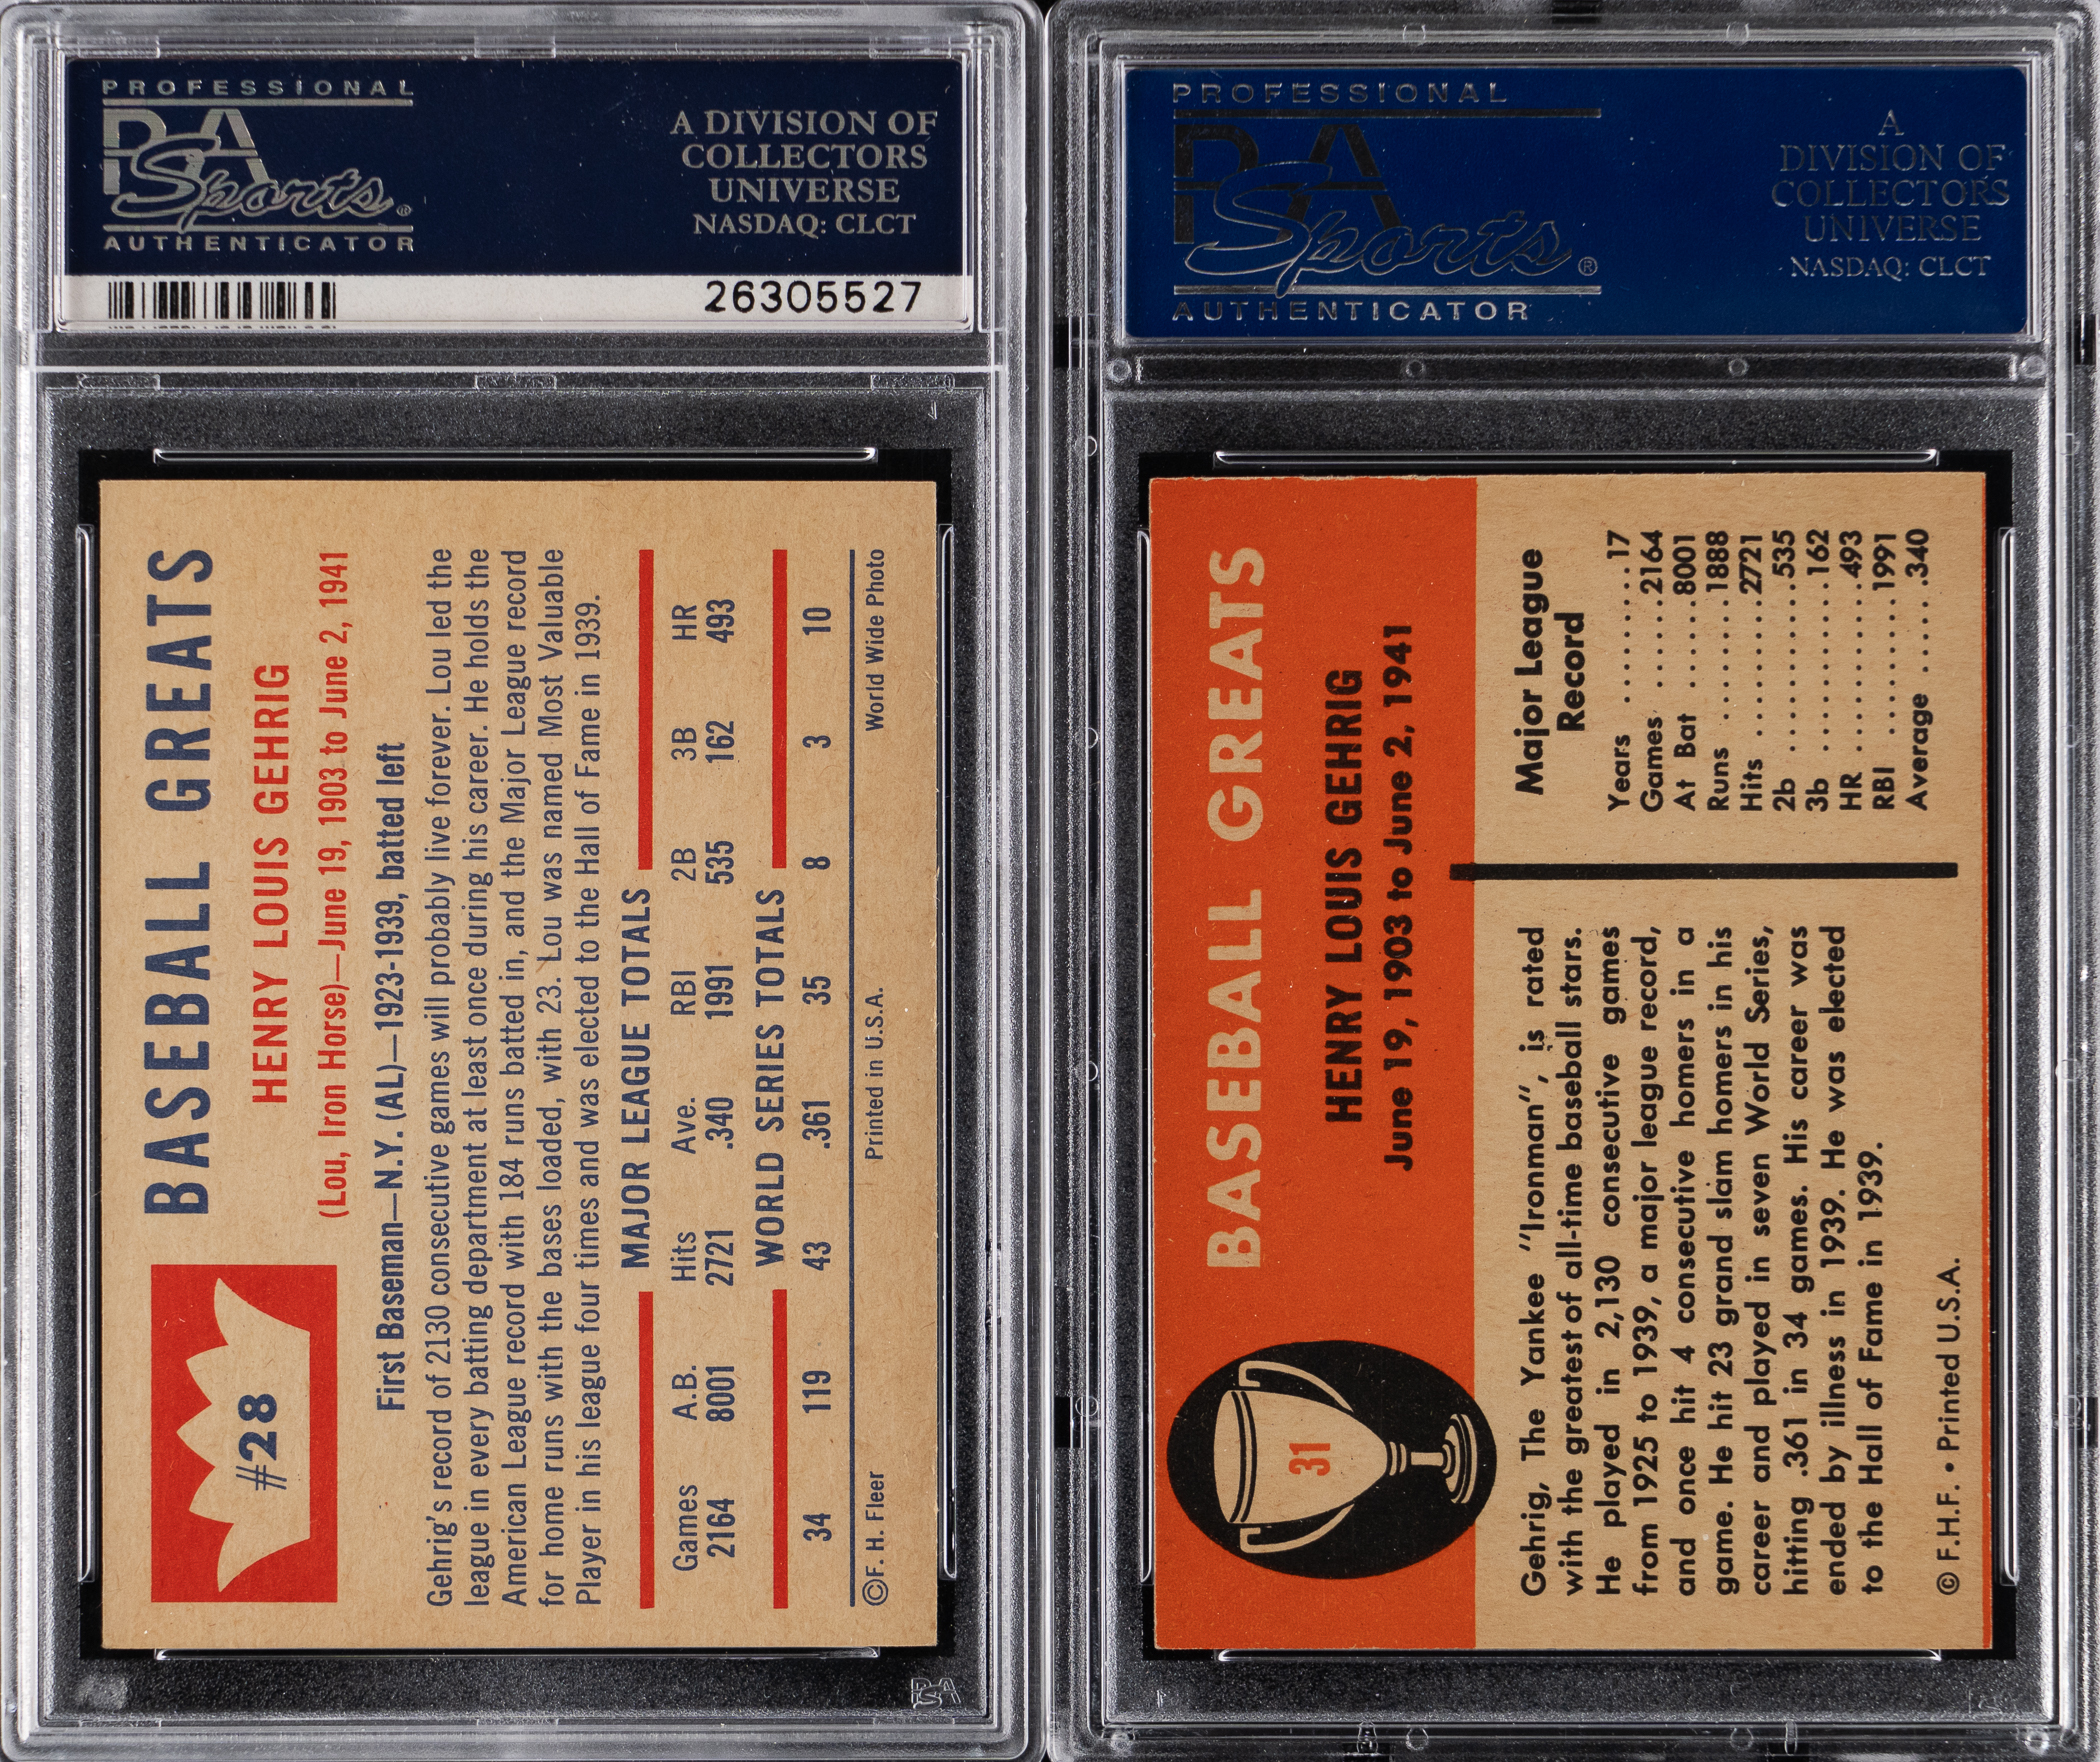 PROFESSIONAL
PSA
Sports®
AUTHENTICATOR
A DIVISION OF
COLLECTORS
UNIVERSE
NASDAQ: CLCT
26305527
#28
BASEBALL GREATS
HENRY LOUIS GEHRIG
(Lou, Iron Horse)—June 19, 1903 to June 2, 1941
First Baseman—N.Y. (AL)—1923-1939, batted left
Gehrig's record of 2130 consecutive games will probably live forever. Lou led the
league in every batting department at least once during his career. He holds the
American League record with 184 runs batted in, and the Major League record
for home runs with the bases loaded, with 23. Lou was named Most Valuable
Player in his league four times and was elected to the Hall of Fame in 1939.
MAJOR LEAGUE TOTALS
Games A.B. Hits Ave. RBI 2B 3B HR
2164 8001 2721 .340 1991 535 162 493
WORLD SERIES TOTALS
34 119 43 .361 35 8 3 10
©F. H. Fleer Printed in U.S.A. World Wide Photo
PSA
PROFESSIONAL
PSA
Sports®
AUTHENTICATOR
A
DIVISION OF
COLLECTORS
UNIVERSE
NASDAQ: CLCT
31
BASEBALL GREATS
HENRY LOUIS GEHRIG
June 19, 1903 to June 2, 1941
Gehrig, The Yankee "Ironman", is rated
with the greatest of all-time baseball stars.
He played in 2,130 consecutive games
from 1925 to 1939, a major league record,
and once hit 4 consecutive homers in a
game. He hit 23 grand slam homers in his
career and played in seven World Series,
hitting .361 in 34 games. His career was
ended by illness in 1939. He was elected
to the Hall of Fame in 1939.
© F.H.F. • Printed U.S.A.
Major League
Record
Years ........17
Games ......2164
At Bat ......8001
Runs ........1888
Hits .........2721
2b ............535
3b ............162
HR ...........493
RBI .........1991
Average .....340